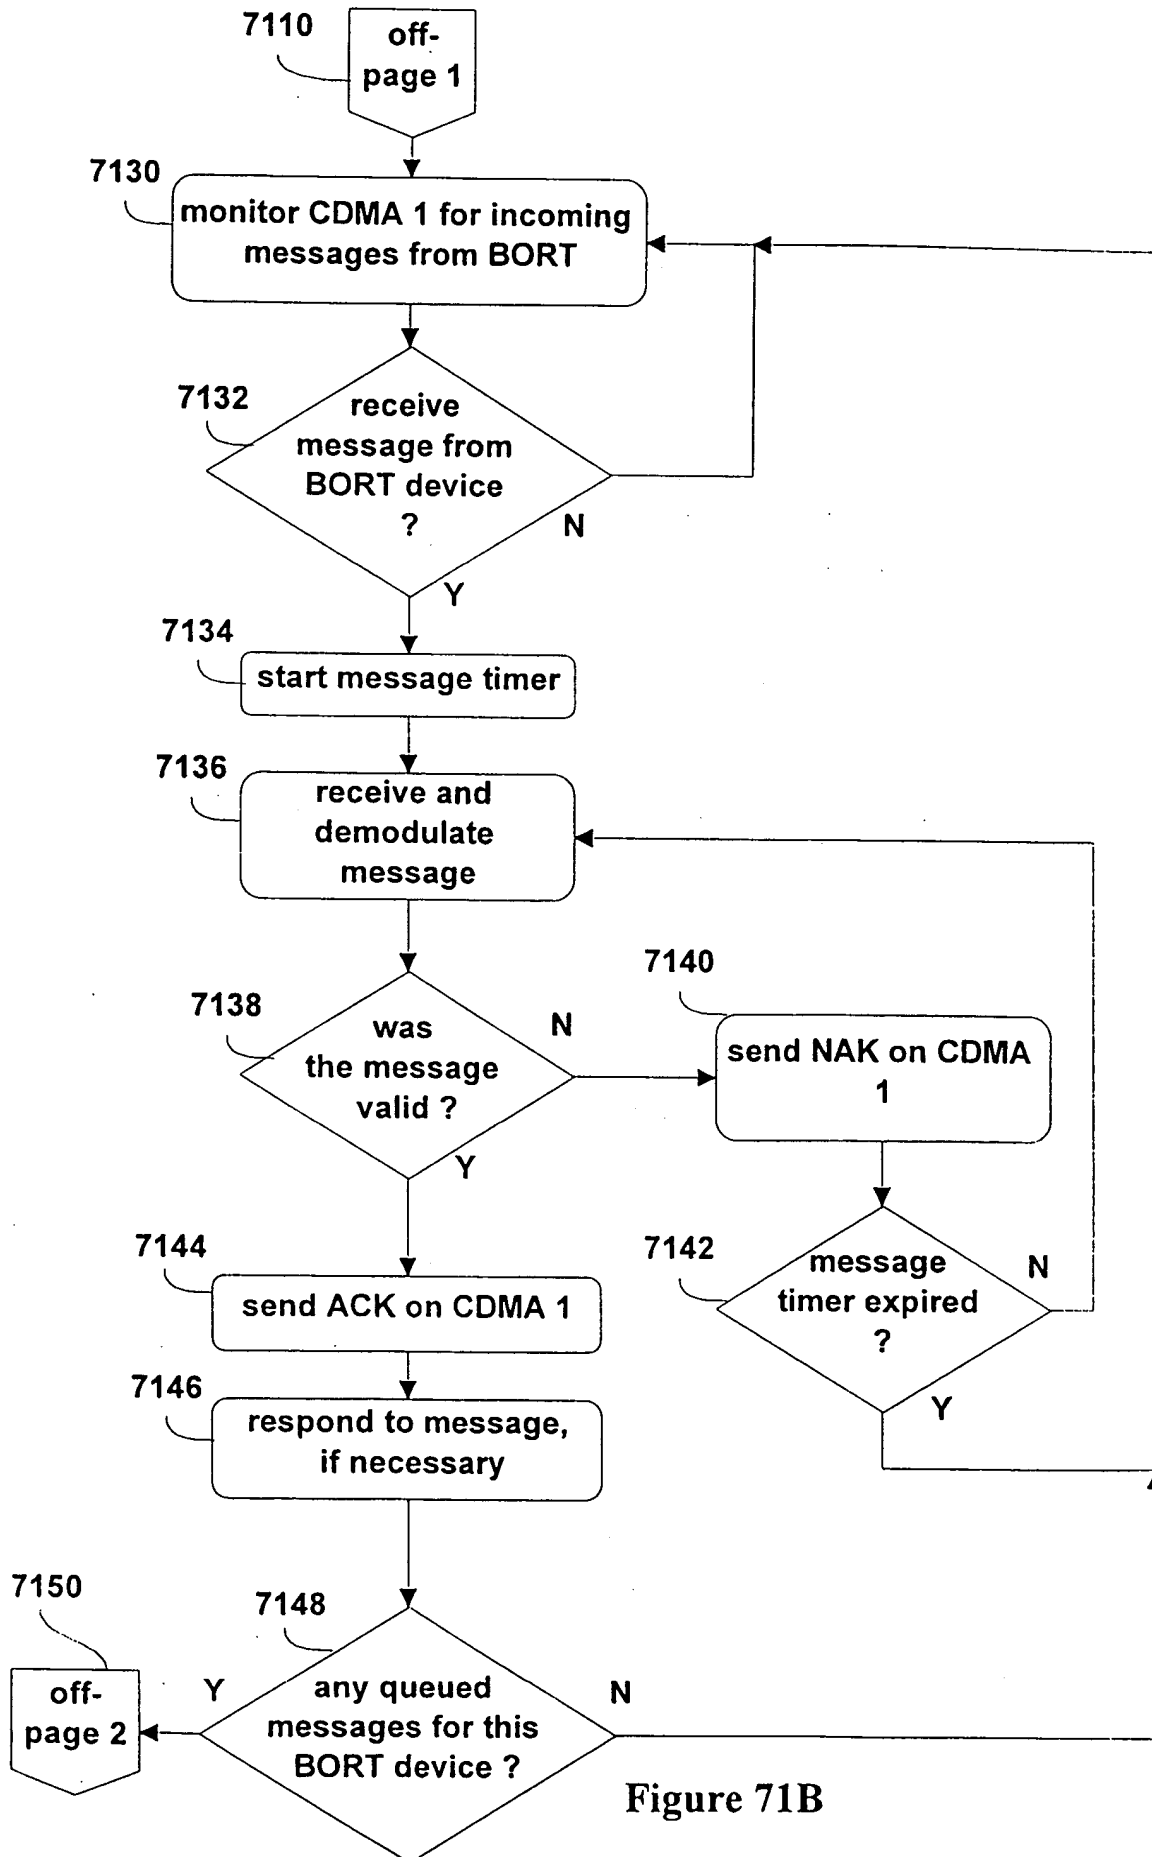 7110
off-
page 1
7130
monitor CDMA 1 for incoming
messages from BORT
7132
receive
message from
BORT device
?
N
Y
7134
start message timer
7136
receive and
demodulate
message
7138
was
the message
valid ?
N
Y
7140
send NAK on CDMA
1
7142
message
timer expired
?
N
Y
7144
send ACK on CDMA 1
7146
respond to message,
if necessary
7148
any queued
messages for this
BORT device ?
Y
N
7150
off-
page 2
Figure 71B